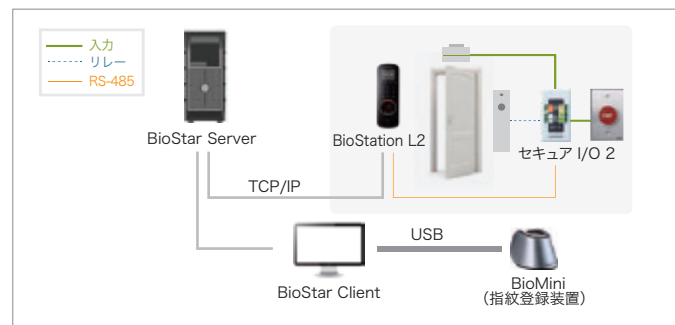 入力
リレー
RS-485
BioStar Server
BioStation L2
セキュア I/O 2
TCP/IP
USB
BioStar Client
BioMini
（指紋登録装置）